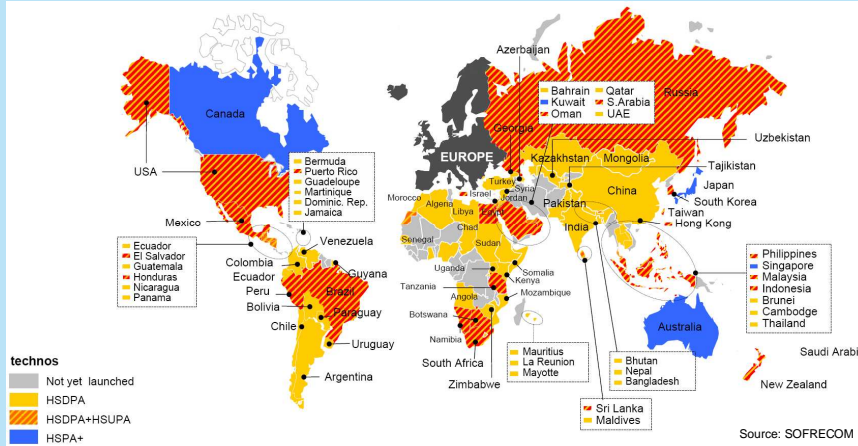 Azerbaijan
Canada
Bahrain
Qatar
Kuwait
S.Arabia
Oman
UAE
Russia
Georgia
Uzbekistan
EUROPE
Kazakhstan
Mongolia
Tajikistan
USA
Bermuda
Puerto Rico
Guadeloupe
Martinique
Dominic. Rep.
Jamaica
Turkey
Syria
Israel
Jordan
China
Japan
South Korea
Morocco
Algeria
Libya
Egypt
Pakistan
Taiwan
Hong Kong
Mexico
India
Chad
Senegal
Sudan
Ecuador
El Salvador
Guatemala
Honduras
Nicaragua
Panama
Venezuela
Colombia
Ecuador
Guyana
Philippines
Singapore
Malaysia
Indonesia
Brunei
Cambodge
Thailand
Uganda
Somalia
Kenya
Peru
Brazil
Tanzania
Angola
Mozambique
Bolivia
Paraguay
Botswana
Australia
Chile
Namibia
Uruguay
South Africa
Mauritius
La Reunion
Mayotte
Bhutan
Nepal
Bangladesh
Saudi Arabi
technos
Not yet launched
Argentina
Zimbabwe
New Zealand
HSDPA
HSDPA+HSUPA
Sri Lanka
Maldives
HSPA+
Source: SOFRECOM